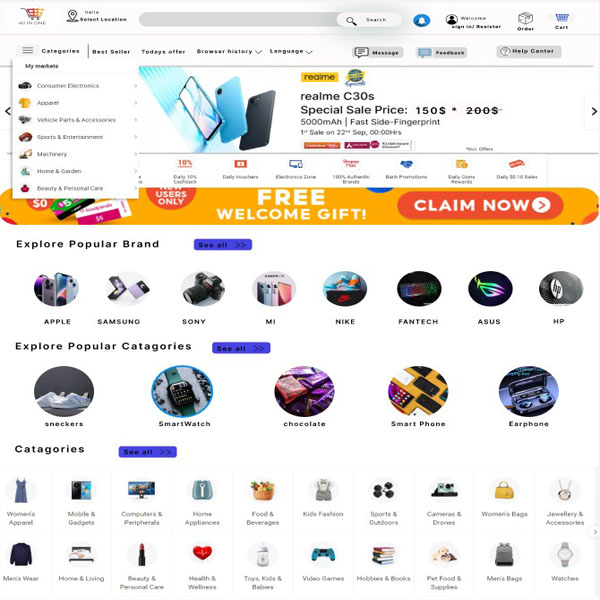 All IN ONE
hello
Select Location
Search
Welcome
sign in/ Resister
Order
Cart
Categories
Best Seller
Todays offer
Browser history
Language
Massage
Feedback
Help Center
My markets
Consumer Electronics
Apparel
Vehicle Parts & Accessories
Sports & Entertainment
Machinery
Home & Garden
Beauty & Personal Care
realme
realme C30s
Special Sale Price: 150$ * 200$
5000mAh | Fast Side-Fingerprint
1st Sale on 22nd Sep, 00:00Hrs
*Incl. Offers
10%
Daily 10% Cashback
Daily Vouchers
Electronics Zone
100% Authentic Brands
Bank Promotions
Daily Coins Rewards
Daily $0.10 Sales
$0
$5
NEW USERS ONLY
FREE
WELCOME GIFT!
CLAIM NOW
Explore Popular Brand
See all >>
APPLE
SAMSUNG
SONY
MI
NIKE
FANTECH
ASUS
HP
Explore Popular Catagories
See all >>
sneckers
SmartWatch
chocolate
Smart Phone
Earphone
Catagories
See all >>
Women's Apparel
Mobile & Gadgets
Computers & Peripherals
Home Appliances
Food & Beverages
Kids Fashion
Sports & Outdoors
Cameras & Drones
Women's Bags
Jewellery & Accessories
Men's Wear
Home & Living
Beauty & Personal Care
Health & Wellness
Toys, Kids & Babies
Video Games
Hobbies & Books
Pet Food & Supplies
Men's Bags
Watches